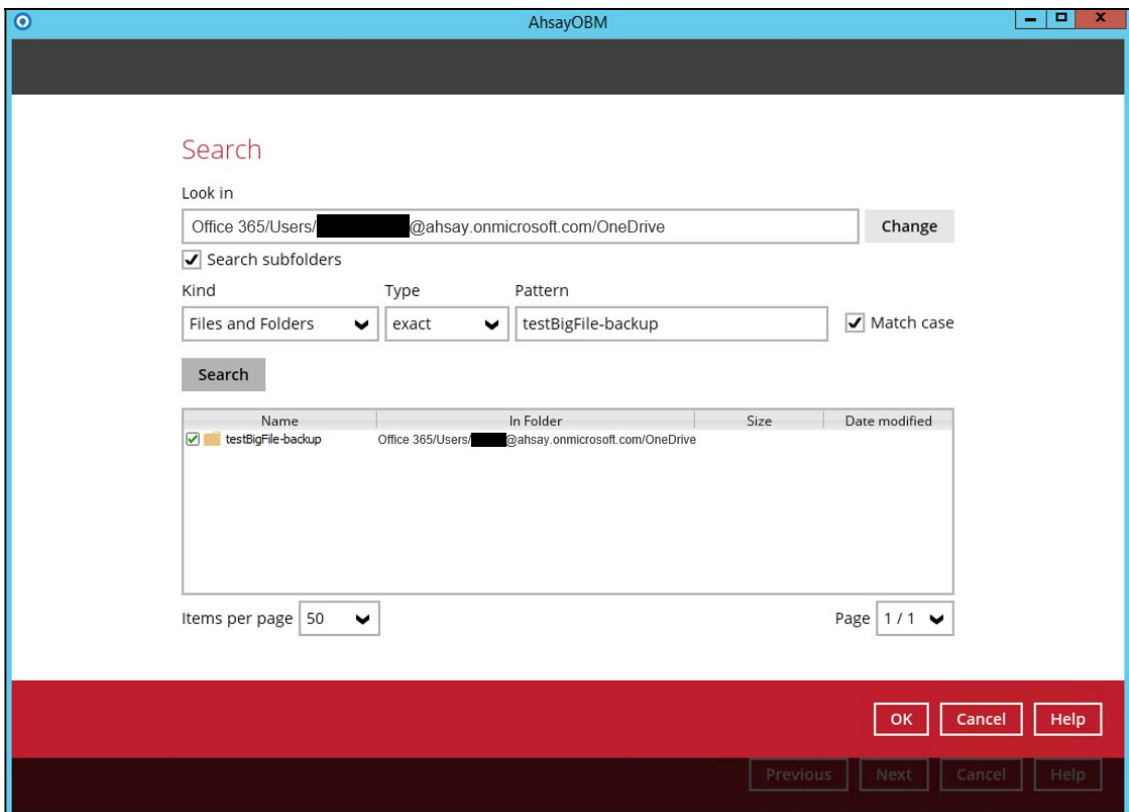 AhsayOBM
Search
Look in
Office 365/Users/ @ahsay.onmicrosoft.com/OneDrive Change
Search subfolders
Kind Type Pattern
Files and Folders exact testBigFile-backup Match case
Search
Name In Folder Size Date modified
testBigFile-backup Office 365/Users/ @ahsay.onmicrosoft.com/OneDrive
Items per page 50 Page 1 / 1
OK Cancel Help
Previous Next Cancel Help